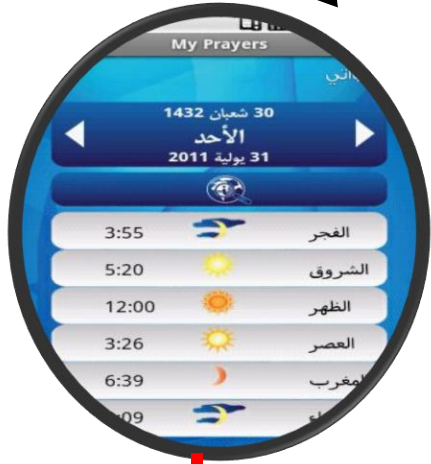 My Prayers
30 شعبان 1432
الأحد
31 يولية 2011
الفجر 3:55
الشروق 5:20
الظهر 12:00
العصر 3:26
المغرب 6:39